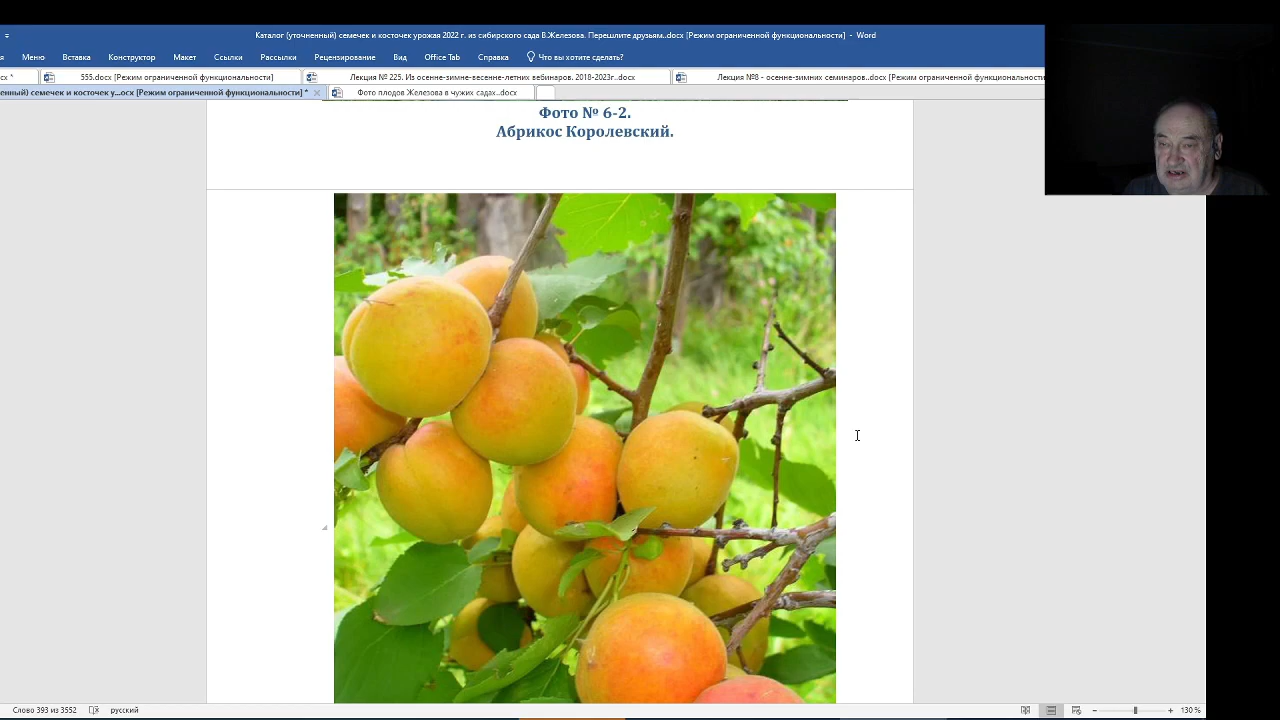 Каталог (уточненный) семечек и косточек урожая 2022 г. из сибирского сада В.Железова. Перешлите друзьям..docx [Режим ограниченной функциональности] - Word
Меню Вставка Конструктор Макет Ссылки Рассылки Рецензирование Вид Office Tab Справка Что вы хотите сделать?
cx * 555.docx [Режим ограниченной функциональности] Лекция № 225. Из осенне-зимне-весенне-летних вебинаров. 2018-2023г..docx Лекция №8 - осенне-зимних семинаров..docx [Режим ограниченной функциональности]
енный) семечек и косточек у...ocx [Режим ограниченной функциональности] * Фото плодов Железова в чужих садах..docx
Фото № 6-2.
Абрикос Королевский.
Слово 393 из 3552 русский 130 %